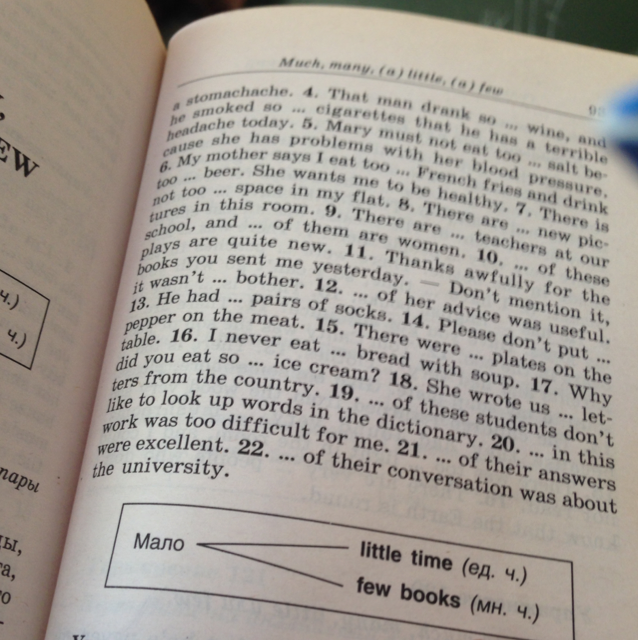 EW
ч.)
ч.)
пары
Much, many, (a) little, (a) few
a stomachache. 4. That man drank so ... wine, and
he smoked so ... cigarettes that he has a terrible
headache today. 5. Mary must not eat too ... salt be-
cause she has problems with her blood pressure.
6. My mother says I eat too ... French fries and drink
too ... beer. She wants me to be healthy. 7. There is
not too ... space in my flat. 8. There are ... new pic-
tures in this room. 9. There are ... teachers at our
school, and ... of them are women. 10. ... of these
plays are quite new. 11. Thanks awfully for the
books you sent me yesterday. — Don't mention it,
it wasn't ... bother. 12. ... of her advice was useful.
13. He had ... pairs of socks. 14. Please don't put ...
pepper on the meat. 15. There were ... plates on the
table. 16. I never eat ... bread with soup. 17. Why
did you eat so ... ice cream? 18. She wrote us ... let-
ters from the country. 19. ... of these students don't
like to look up words in the dictionary. 20. ... in this
work was too difficult for me. 21. ... of their answers
were excellent. 22. ... of their conversation was about
the university.
Мало
little time (ед. ч.)
few books (мн. ч.)